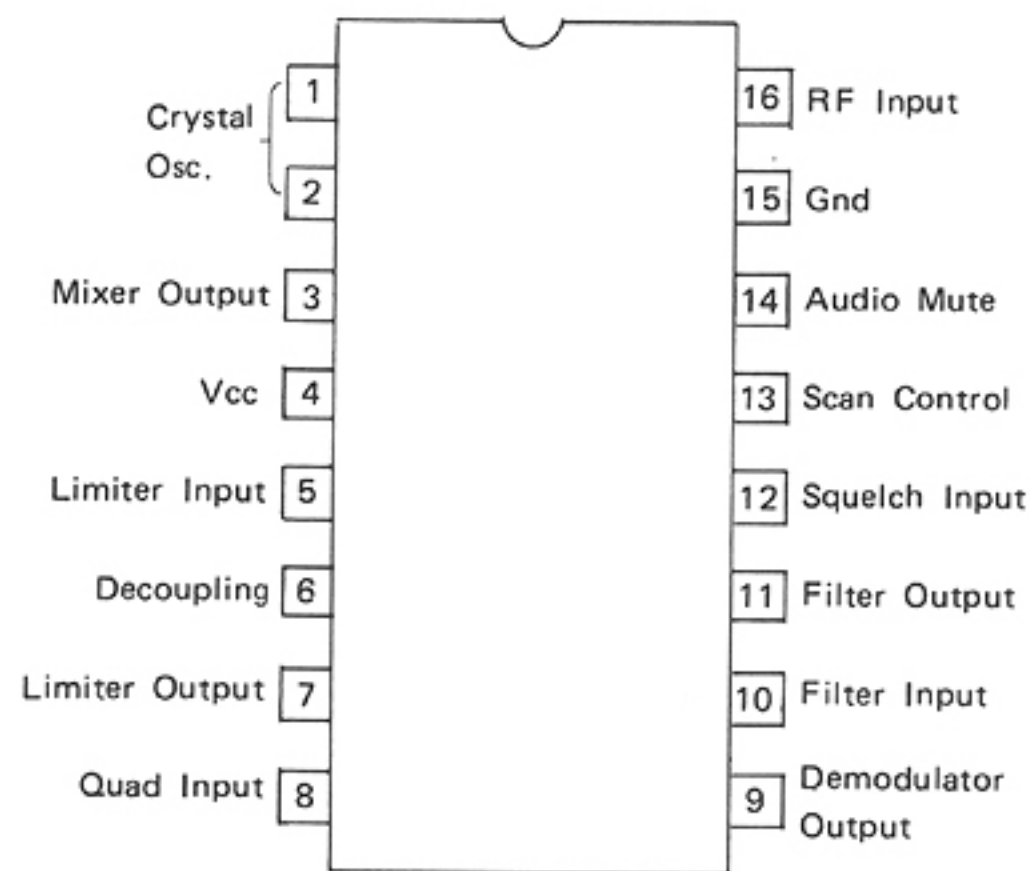 Crystal
Osc.
1
2
Mixer Output 3
Vcc 4
Limiter Input 5
Decoupling 6
Limiter Output 7
Quad Input 8
16 RF Input
15 Gnd
14 Audio Mute
13 Scan Control
12 Squelch Input
11 Filter Output
10 Filter Input
9 Demodulator
Output